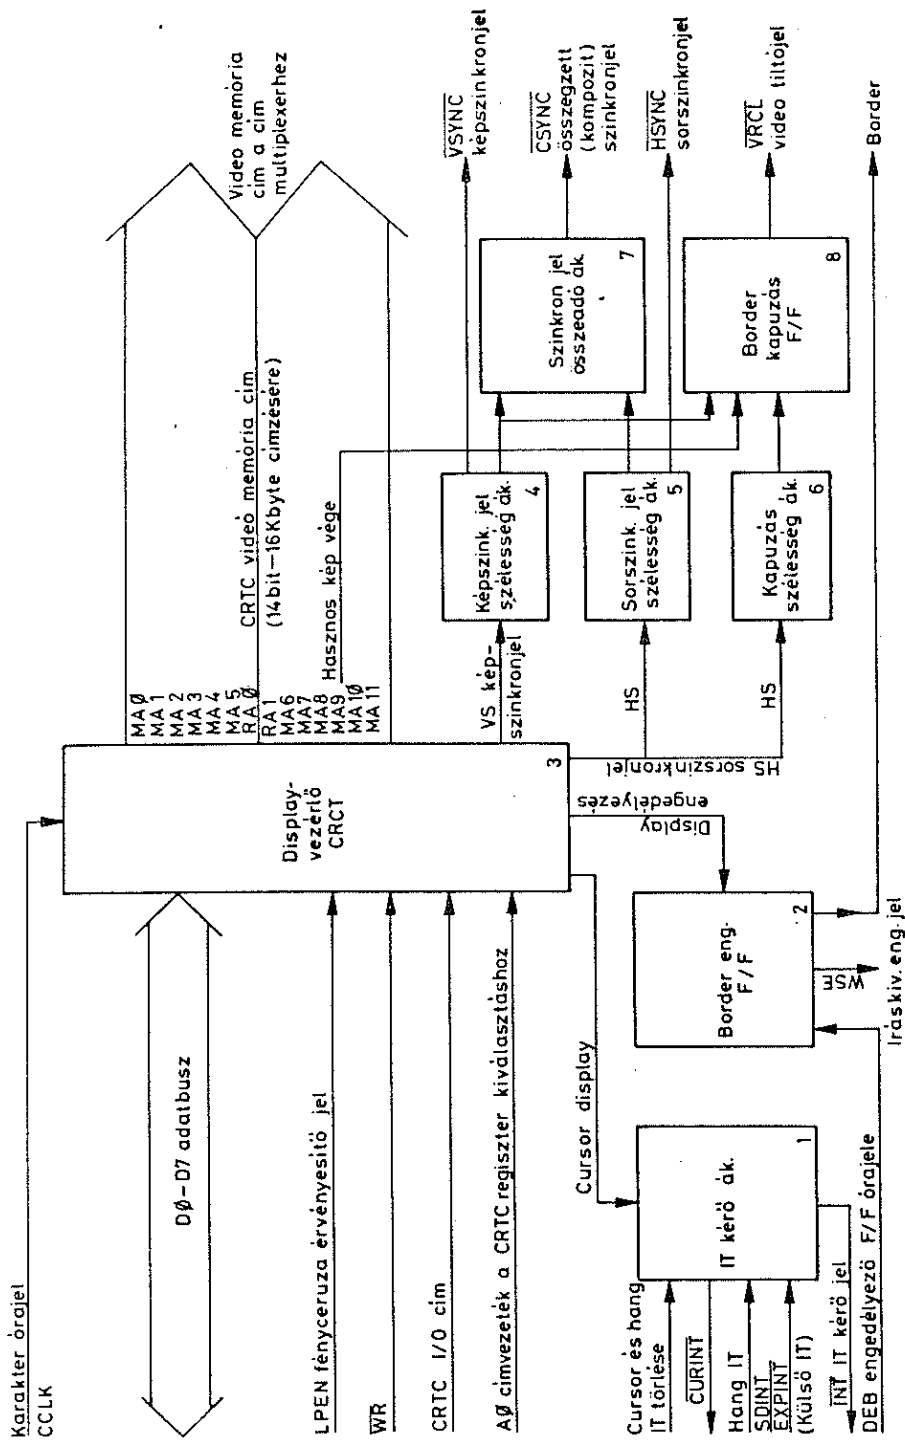 Karakter órajel
CCLK
DØ-D7 adatbusz
LPEN fényceruza érvényesítő jel
WR
CRTC I/O cím
AØ címvezeték a CRTC regiszter kiválasztáshoz
Display-
vezérlő
CRCT
3
MAØ
MA1
MA2
MA3
MA4
MA5
RAØ
RA1
MA6
MA7
MA8
MA9
MA10
MA11
CRTC videó memória cím
(14bit-16Kbyte címzésére)
Hasznos kép vége
Videó memória
cím a cím
multiplexerhez
VS kép-
szinkronjel
HS
HS
HS sorszinkronjel
Display
engedélyezés
Cursor display
Képszink. jel
szélesség ák.
4
Sorszink. jel
szélesség ák.
5
Kapuzás
szélesség ák.
6
Szinkron jel
összeadó ák.
7
Border
kapuzás
F/F
8
VSYNC
képszinkronjel
CSYNC
összegzett
(kompozit)
szinkronjel
HSYNC
sorszinkronjel
VRCL
video tiltójel
Border
Border eng.
F/F
2
WSE
Íráskiv. eng. jel
IT kérő ák.
1
Cursor és hang
IT törlése
CURINT
Hang IT
SDINT
EXPINT
(Külső IT)
INT IT kérő jel
DEB engedélyező F/F órajele